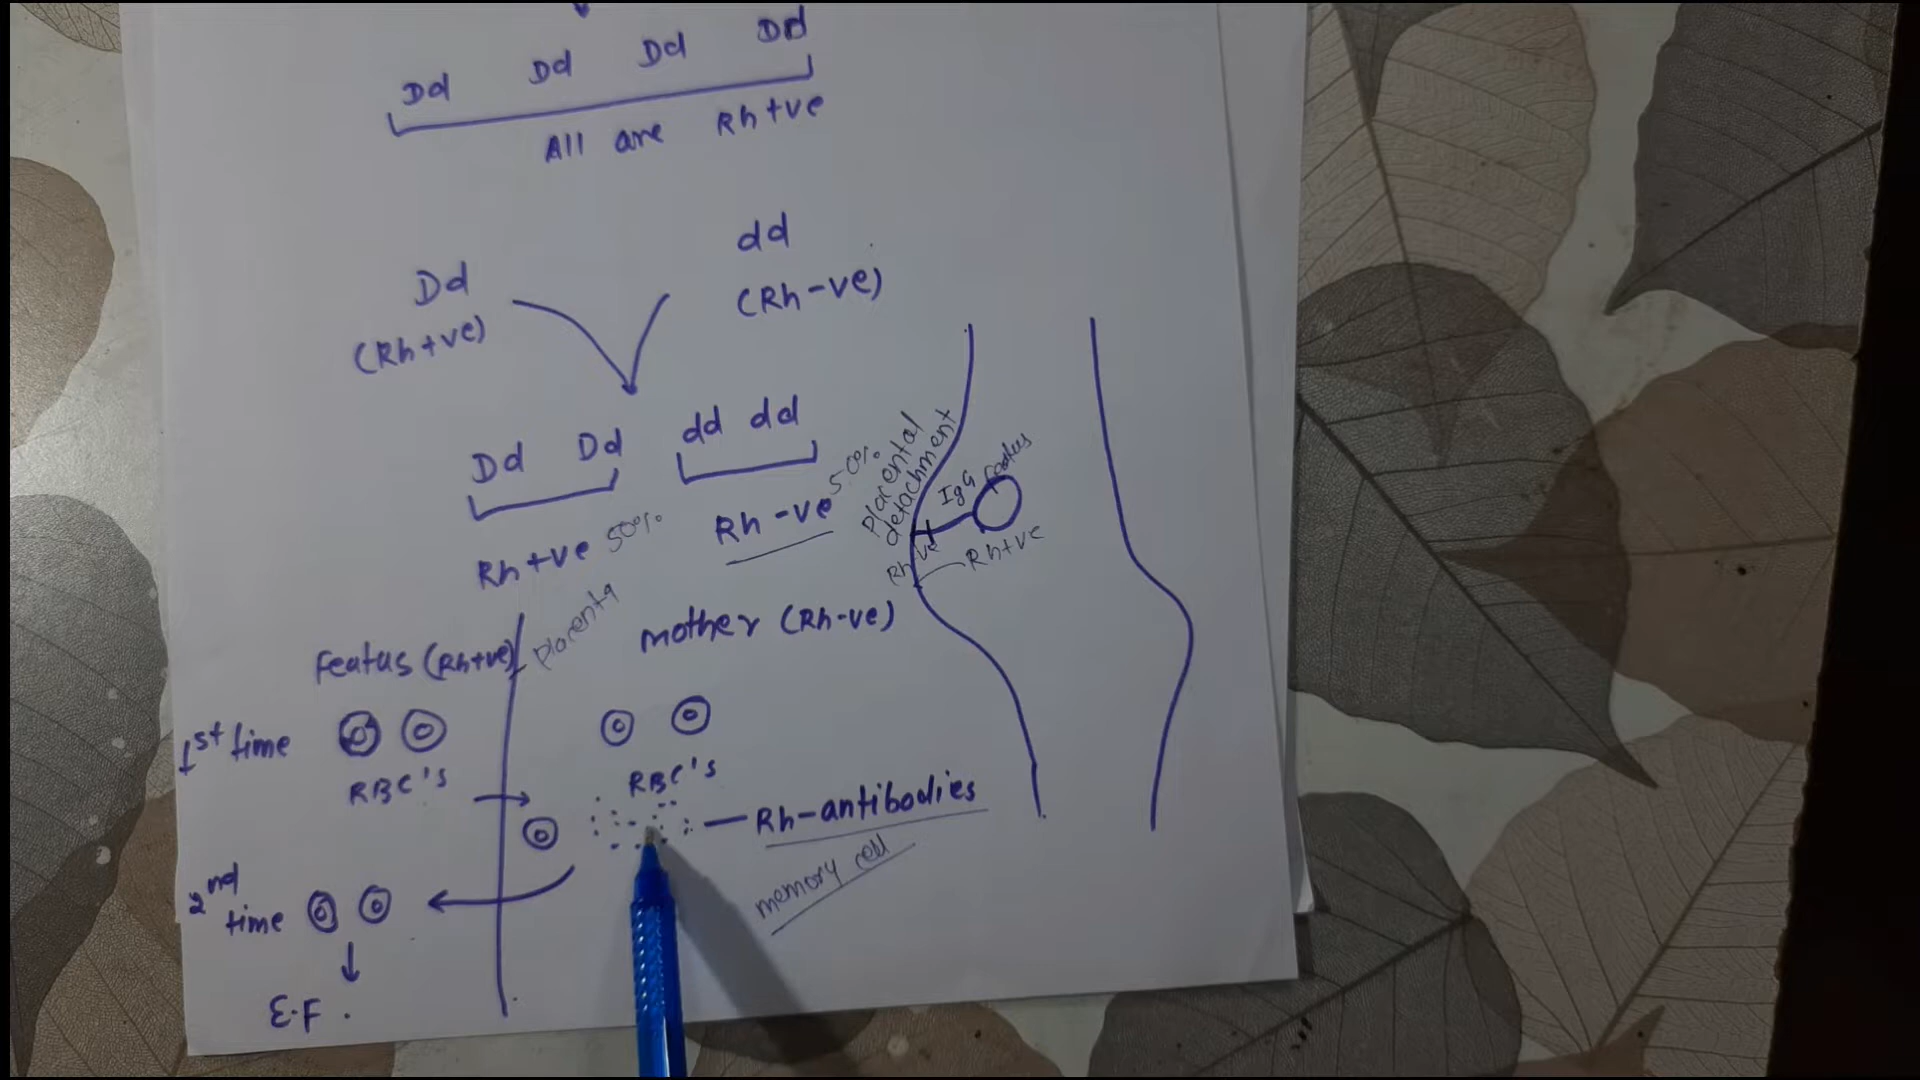 Dd Dd Dd Dd
All are Rh+ve
Dd
(Rh+ve)
dd
(Rh-ve)
Dd Dd
dd dd
Rh+ve 50%
Rh-ve 50%
Placental
detachment
IgG
Rh+ve
Featus (Rh+ve)
placenta
mother (Rh-ve)
1st time
RBC's
RBC's
Rh-antibodies
memory cell
2nd
time
E.F.